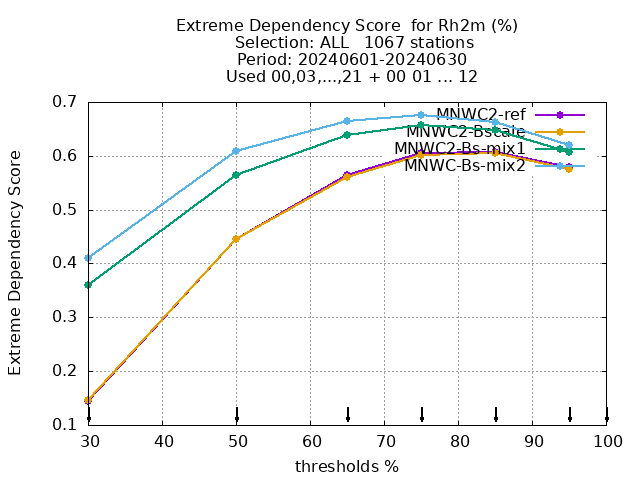 Extreme Dependency Score  for Rh2m (%)
Selection: ALL   1067 stations
Period: 20240601-20240630
Used 00,03,...,21 + 00 01 ... 12
MNWC2-ref
MNWC2-Bscale
MNWC2-Bs-mix1
MNWC-Bs-mix2
Extreme Dependency Score
0.7
0.6
0.5
0.4
0.3
0.2
0.1
30 40 50 60 70 80 90 100
thresholds %